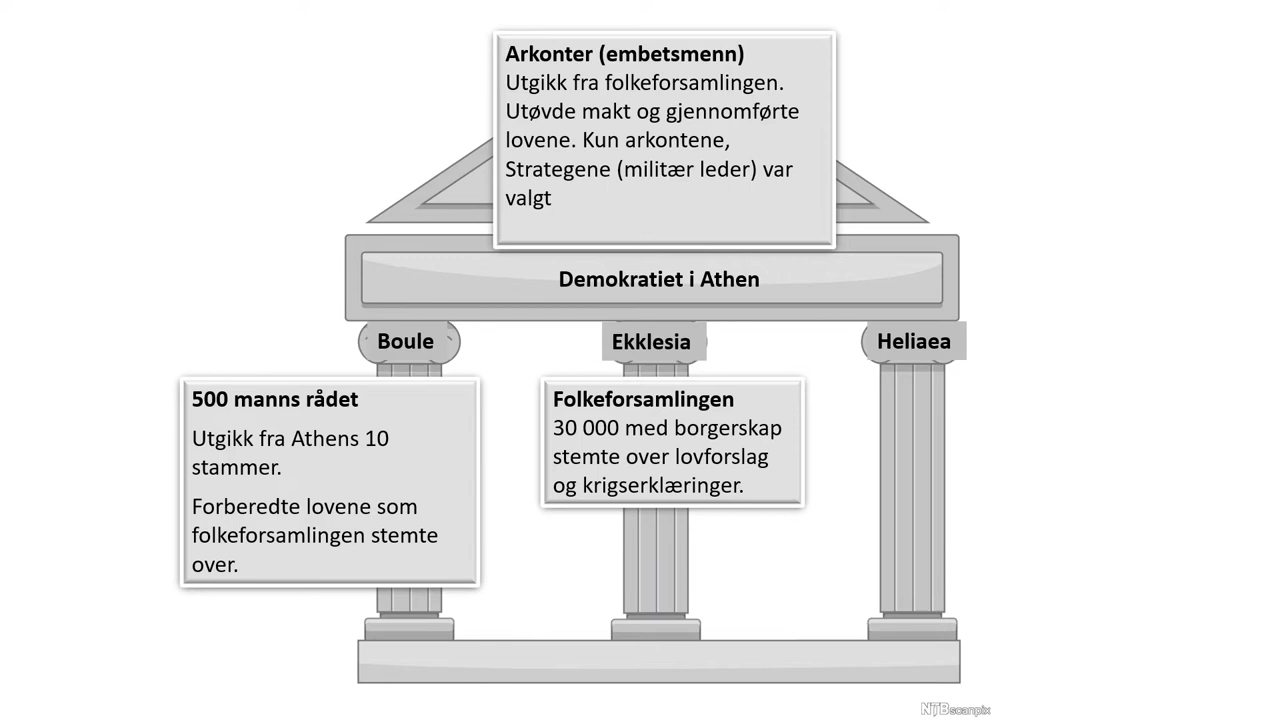 Arkonter (embetsmenn)
Utgikk fra folkeforsamlingen.
Utøvde makt og gjennomførte
lovene. Kun arkontene,
Strategene (militær leder) var
valgt
Demokratiet i Athen
Boule
Ekklesia
Heliaea
500 manns rådet
Utgikk fra Athens 10
stammer.
Forberedte lovene som
folkeforsamlingen stemte
over.
Folkeforsamlingen
30 000 med borgerskap
stemte over lovforslag
og krigserklæringer.
NTB scanpix